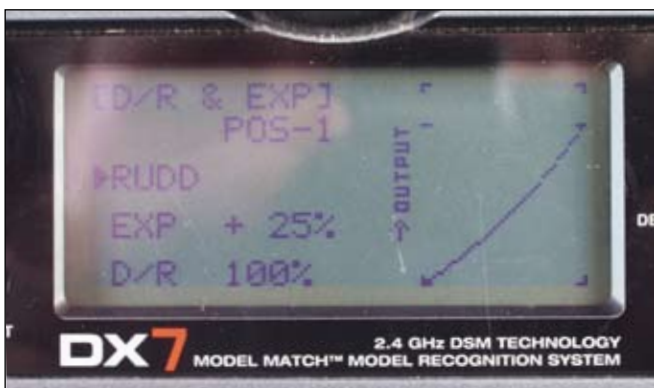 [D/R & EXP]
POS-1
▶RUDD
EXP + 25%
D/R 100%
→ OUTPUT
DX7
2.4 GHz DSM TECHNOLOGY
MODEL MATCH™ MODEL RECOGNITION SYSTEM